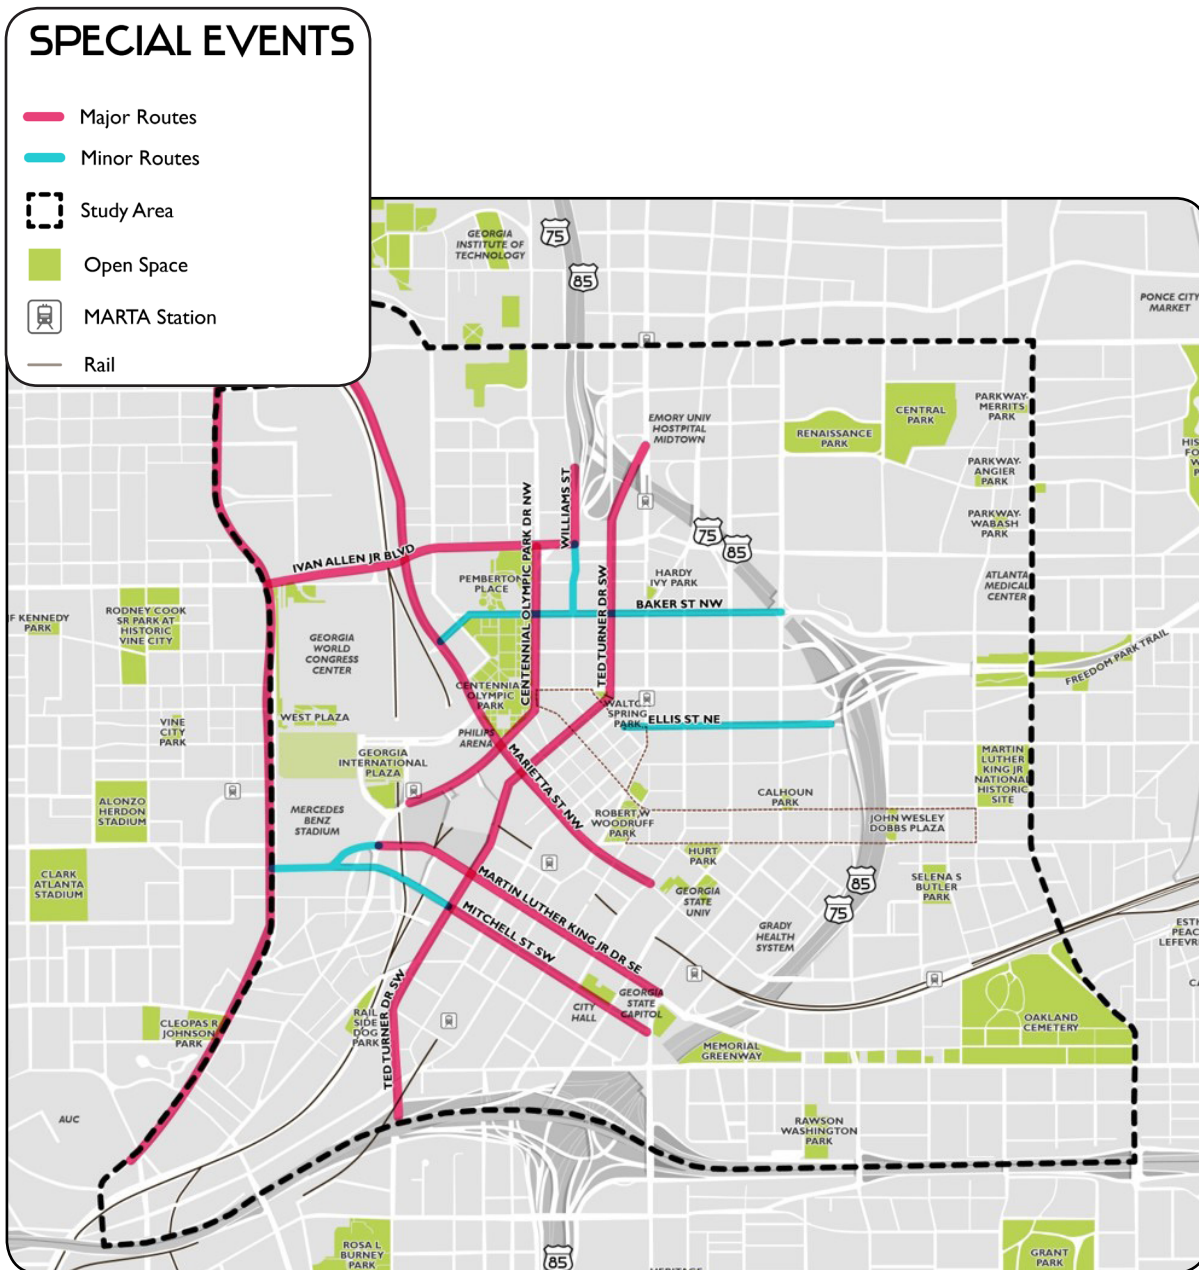 SPECIAL EVENTS
Major Routes
Minor Routes
Study Area
Open Space
MARTA Station
Rail
GEORGIA
INSTITUTE OF
TECHNOLOGY
75
85
PONCE CITY
MARKET
EMORY UNIV
HOSTPITAL
MIDTOWN
RENAISSANCE
PARK
CENTRAL
PARK
PARKWAY-
MERRITS
PARK
PARKWAY-
ANGIER
PARK
PARKWAY-
WABASH
PARK
75
85
WILLIAMS ST
CENTENNIAL OLYMPIC PARK DR NW
TED TURNER DR SW
IVAN ALLEN JR BLVD
PEMBERTON
PLACE
HARDY
IVY PARK
ATLANTA
MEDICAL
CENTER
BAKER ST NW
F KENNEDY
PARK
RODNEY COOK
SR PARK AT
HISTORIC
VINE CITY
GEORGIA
WORLD
CONGRESS
CENTER
FREEDOM PARK TRAIL
CENTENNIAL
OLYMPIC
PARK
WEST PLAZA
VINE
CITY
PARK
PHILIPS
ARENA
WALTON
SPRING
PARK
ELLIS ST NE
GEORGIA
INTERNATIONAL
PLAZA
MARIETTA ST NW
MARTIN
LUTHER
KING JR
NATIONAL
HISTORIC
SITE
CALHOUN
PARK
ALONZO
HERDON
STADIUM
MERCEDES
BENZ
STADIUM
ROBERT W
WOODRUFF
PARK
JOHN WESLEY
DOBBS PLAZA
HURT
PARK
CLARK
ATLANTA
STADIUM
85
75
SELENA S
BUTLER
PARK
GEORGIA
STATE
UNIV
MARTIN LUTHER KING JR DR SE
MITCHELL ST SW
GRADY
HEALTH
SYSTEM
CITY
HALL
GEORGIA
STATE
CAPITOL
TED TURNER DR SW
RAIL
SIDE
DOG
PARK
CLEOPAS R
JOHNSON
PARK
OAKLAND
CEMETERY
MEMORIAL
GREENWAY
AUC
RAWSON
WASHINGTON
PARK
ROSA L
BURNEY
PARK
85
GRANT
PARK